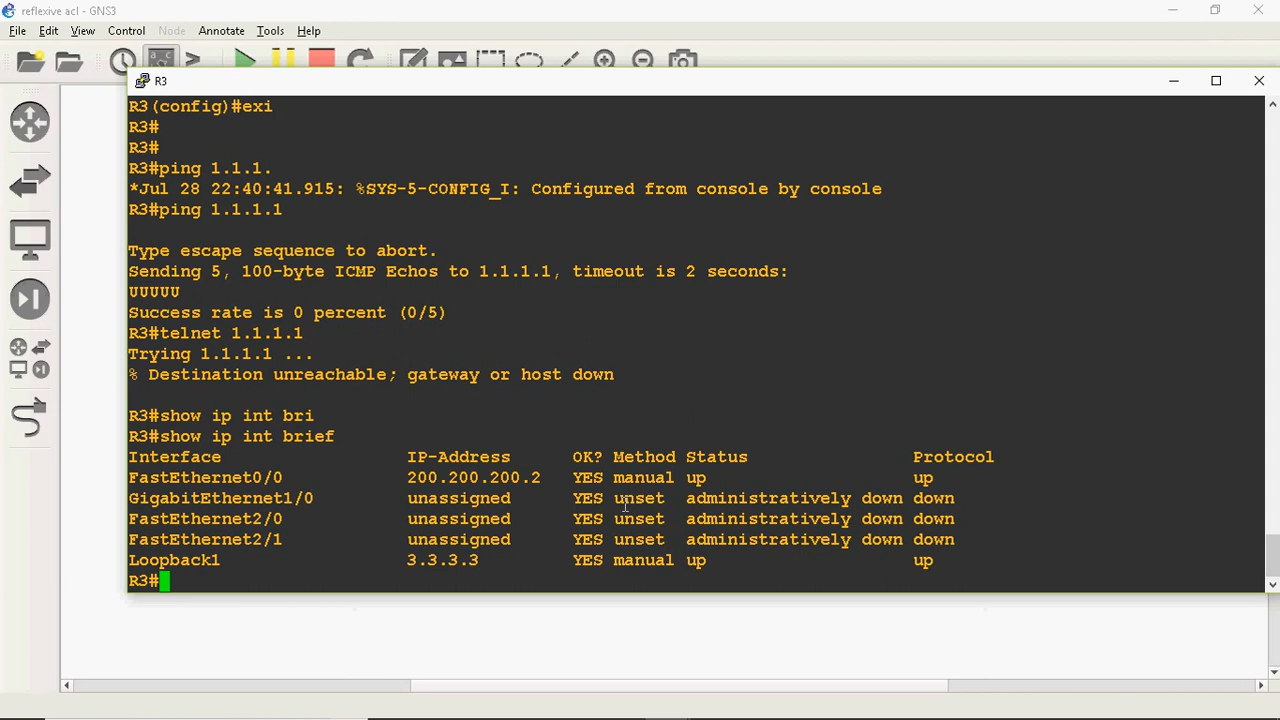 reflexive acl - GNS3
File Edit View Control Node Annotate Tools Help
R3
R3(config)#exi
R3#
R3#
R3#ping 1.1.1.
*Jul 28 22:40:41.915: %SYS-5-CONFIG_I: Configured from console by console
R3#ping 1.1.1.1
Type escape sequence to abort.
Sending 5, 100-byte ICMP Echos to 1.1.1.1, timeout is 2 seconds:
UUUUU
Success rate is 0 percent (0/5)
R3#telnet 1.1.1.1
Trying 1.1.1.1 ...
% Destination unreachable; gateway or host down
R3#show ip int bri
R3#show ip int brief
Interface IP-Address OK? Method Status Protocol
FastEthernet0/0 200.200.200.2 YES manual up up
GigabitEthernet1/0 unassigned YES unset administratively down down
FastEthernet2/0 unassigned YES unset administratively down down
FastEthernet2/1 unassigned YES unset administratively down down
Loopback1 3.3.3.3 YES manual up up
R3#